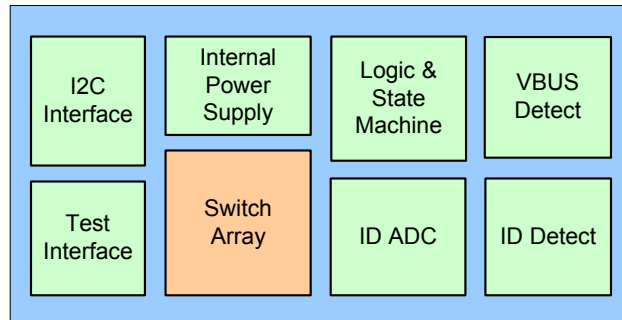 I2C
Interface
Internal
Power
Supply
Logic &
State
Machine
VBUS
Detect
Test
Interface
Switch
Array
ID ADC
ID Detect